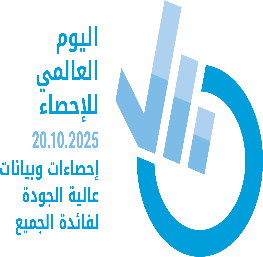 اليوم
العالمي
للإحصاء
20.10.2025
إحصاءات وبيانات
عالية الجودة
لفائدة الجميع